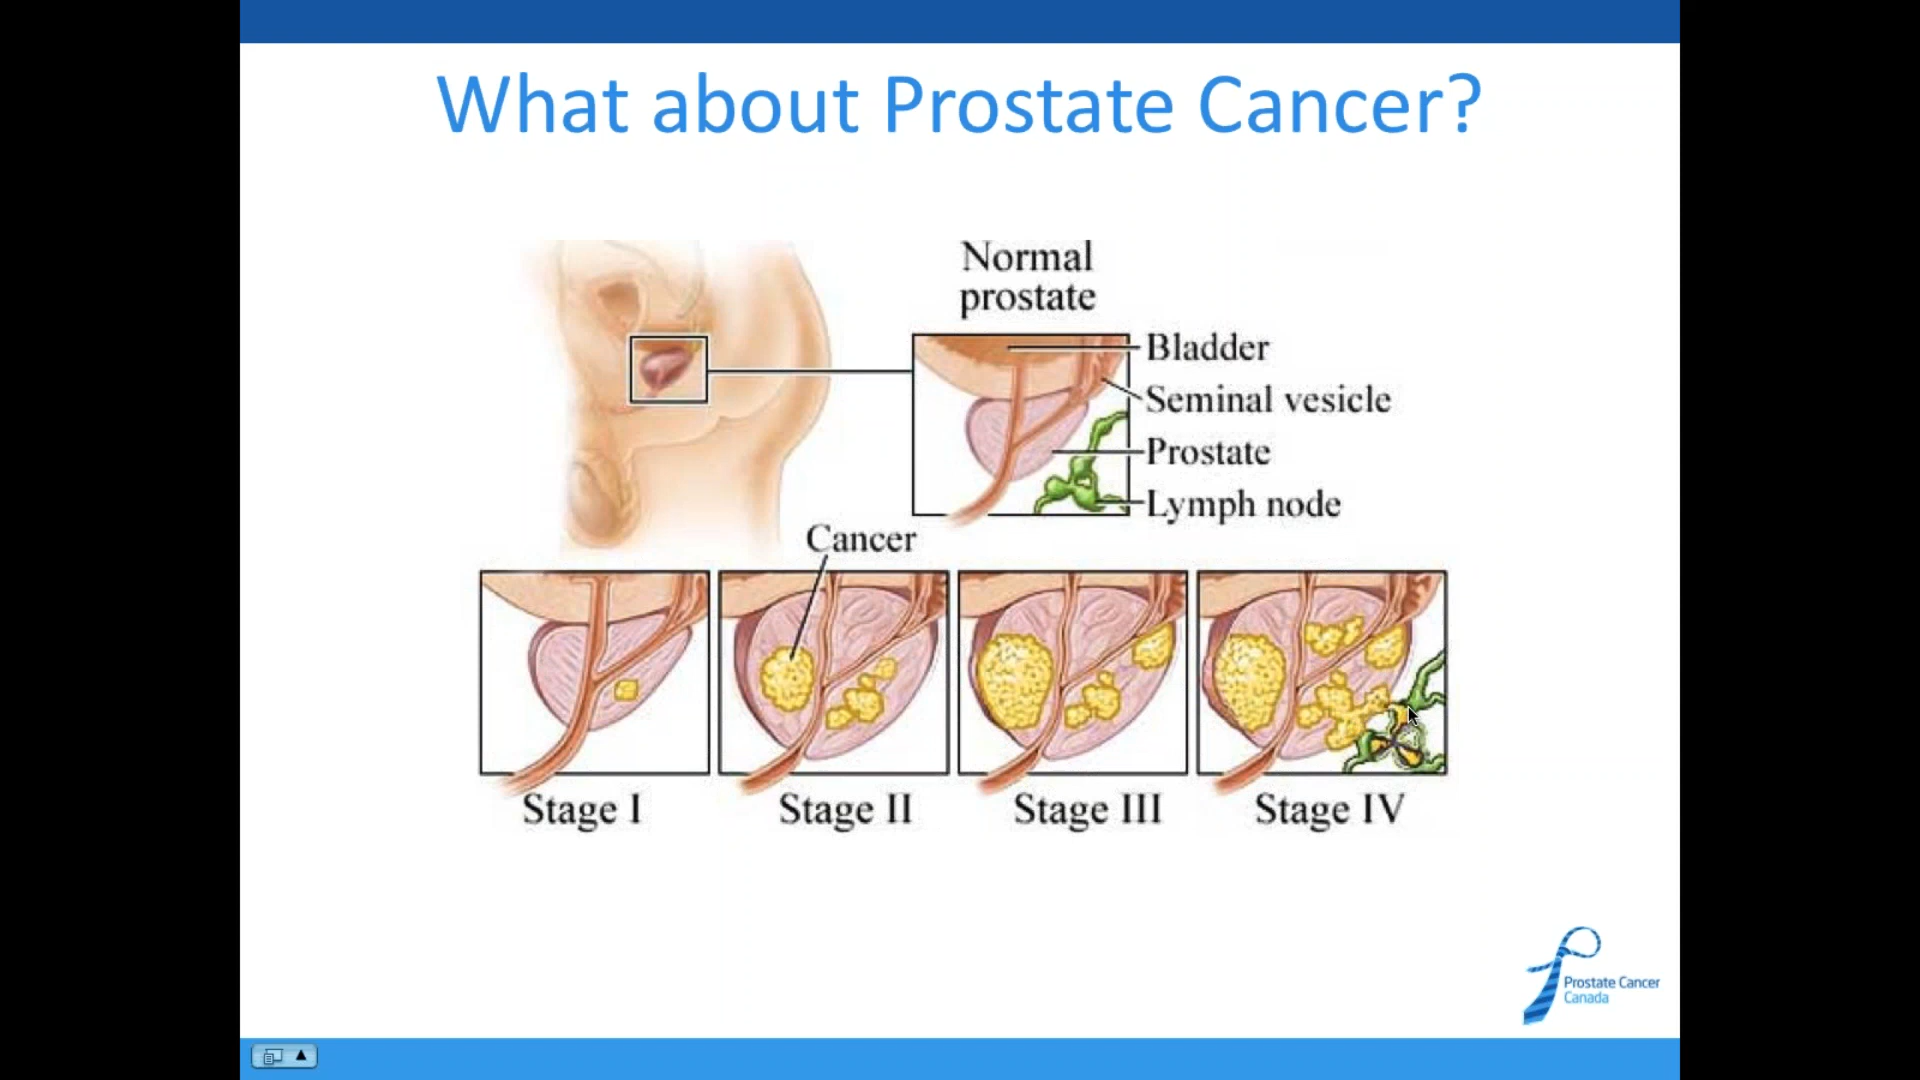 What about Prostate Cancer?
Normal
prostate
Bladder
Seminal vesicle
Prostate
Lymph node
Cancer
Stage I
Stage II
Stage III
Stage IV
Prostate Cancer
Canada